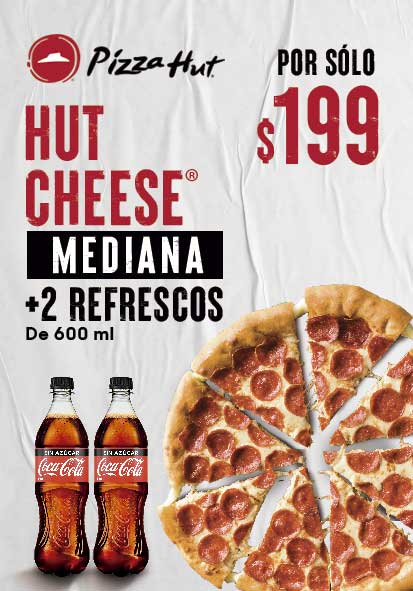 Pizza Hut
POR SÓLO
$199
HUT
CHEESE®
MEDIANA
+2 REFRESCOS
De 600 ml
SIN AZÚCAR
Coca-Cola
SIN AZÚCAR
Coca-Cola